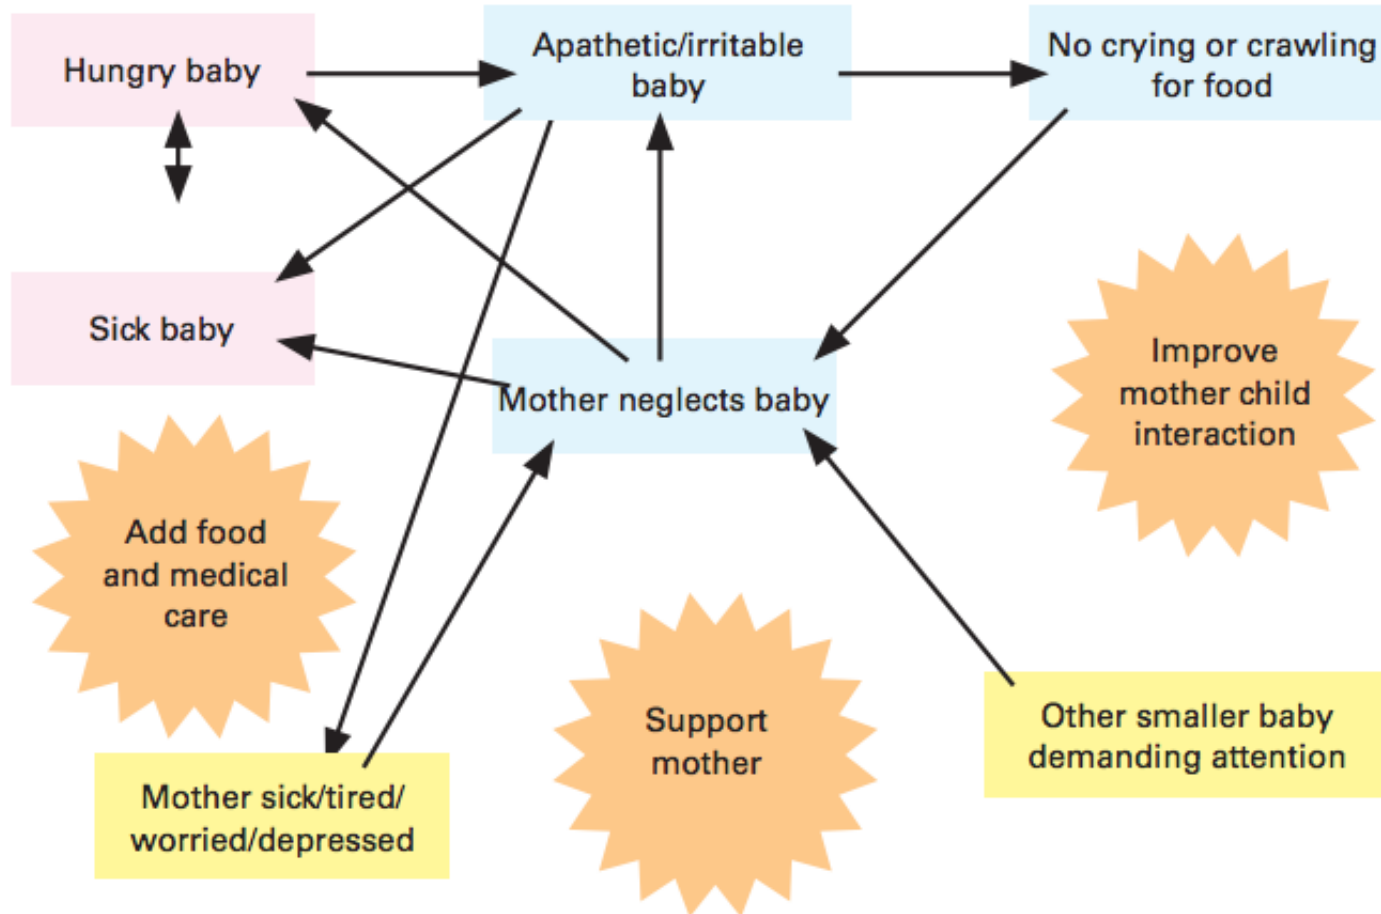 Hungry baby
Apathetic/irritable
baby
No crying or crawling
for food
Sick baby
Mother neglects baby
Improve
mother child
interaction
Add food
and medical
care
Support
mother
Other smaller baby
demanding attention
Mother sick/tired/
worried/depressed